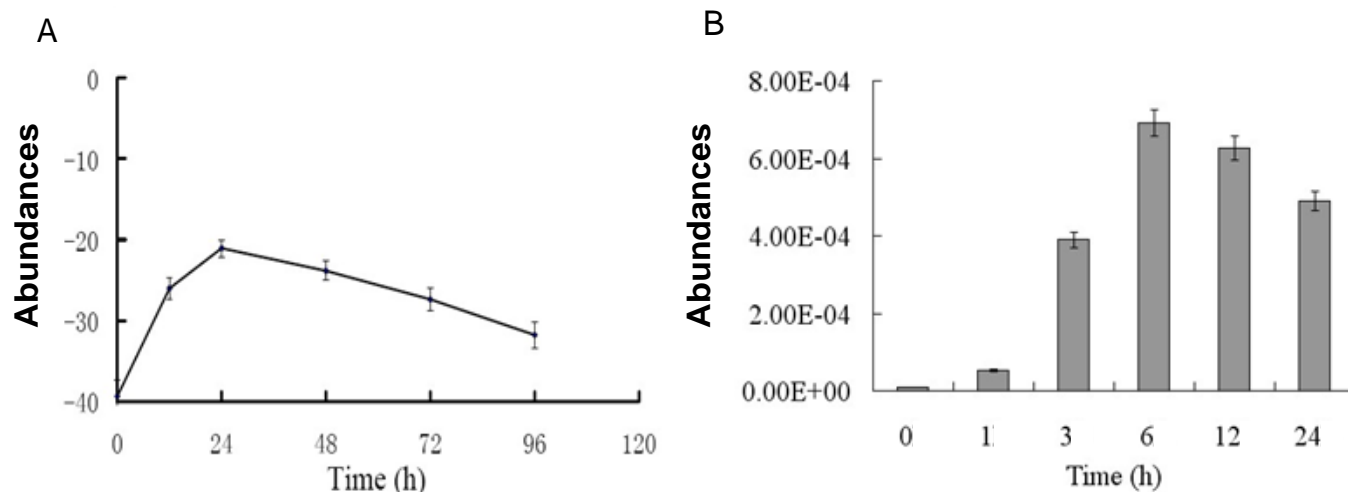 A
Abundances
0
−10
−20
−30
−40
0 24 48 72 96 120
Time (h)
B
Abundances
8.00E-04
6.00E-04
4.00E-04
2.00E-04
0.00E+00
0 1 3 6 12 24
Time (h)